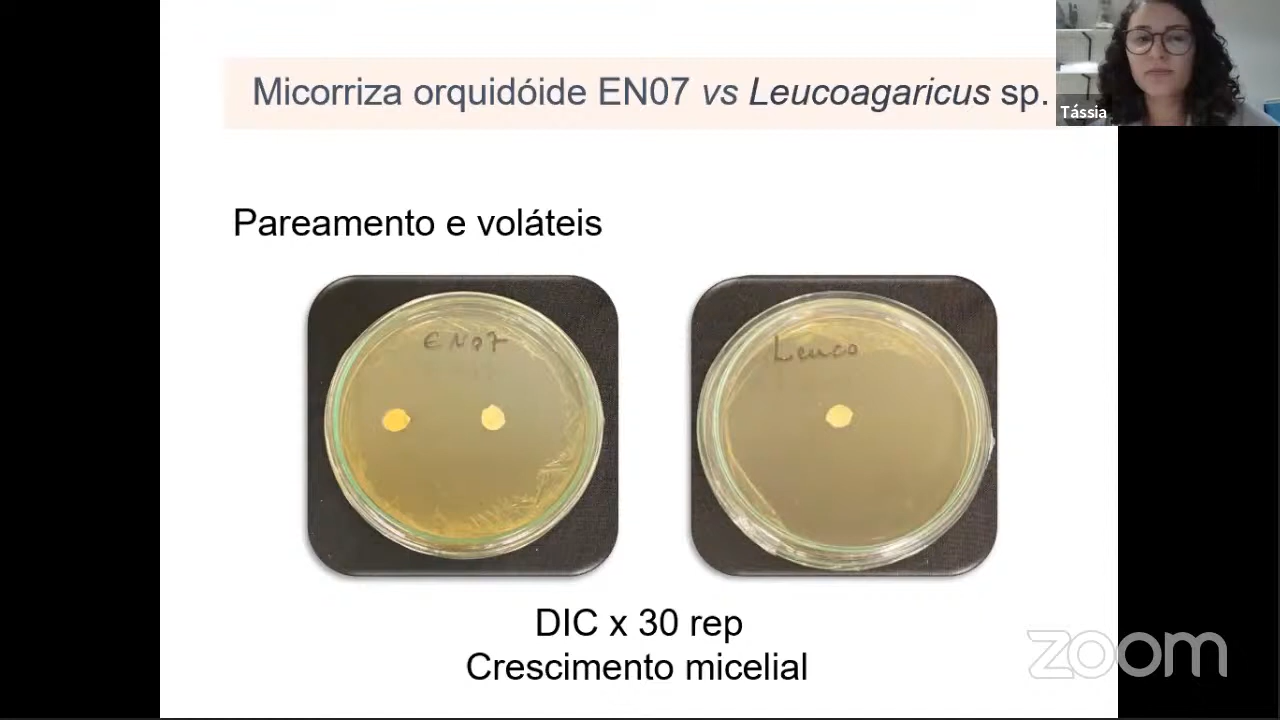 Micorriza orquidóide EN07 vs Leucoagaricus sp.
Tássia
Pareamento e voláteis
EN07
Leuco
DIC x 30 rep
Crescimento micelial
zoom